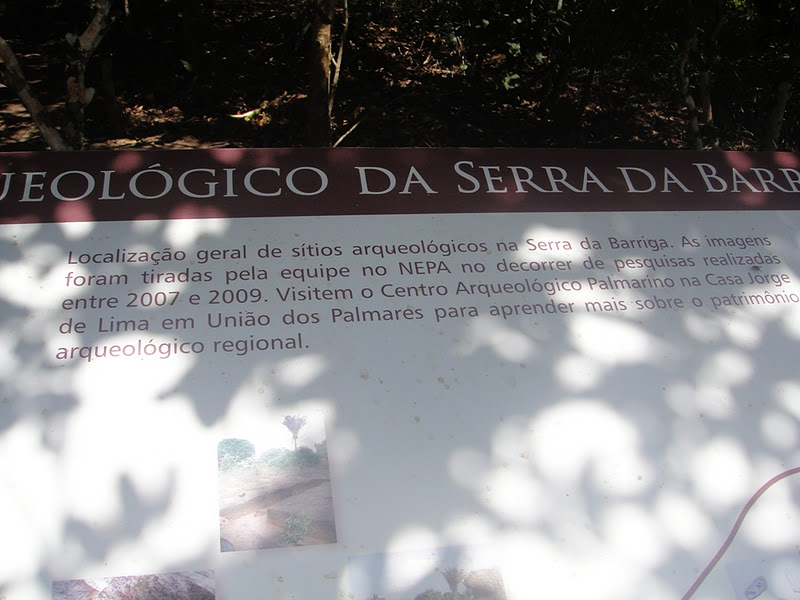 UEOLÓGICO DA SERRA DA BARR
Localização geral de sítios arqueológicos na Serra da Barriga. As imagens
foram tiradas pela equipe no NEPA no decorrer de pesquisas realizadas
entre 2007 e 2009. Visitem o Centro Arqueológico Palmarino na Casa Jorge
de Lima em União dos Palmares para aprender mais sobre o patrimônio
arqueológico regional.